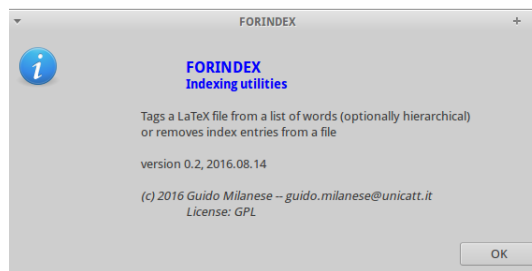 FORINDEX
FORINDEX
Indexing utilities
Tags a LaTeX file from a list of words (optionally hierarchical)
or removes index entries from a file
version 0.2, 2016.08.14
(c) 2016 Guido Milanese -- guido.milanese@unicatt.it
License: GPL
OK